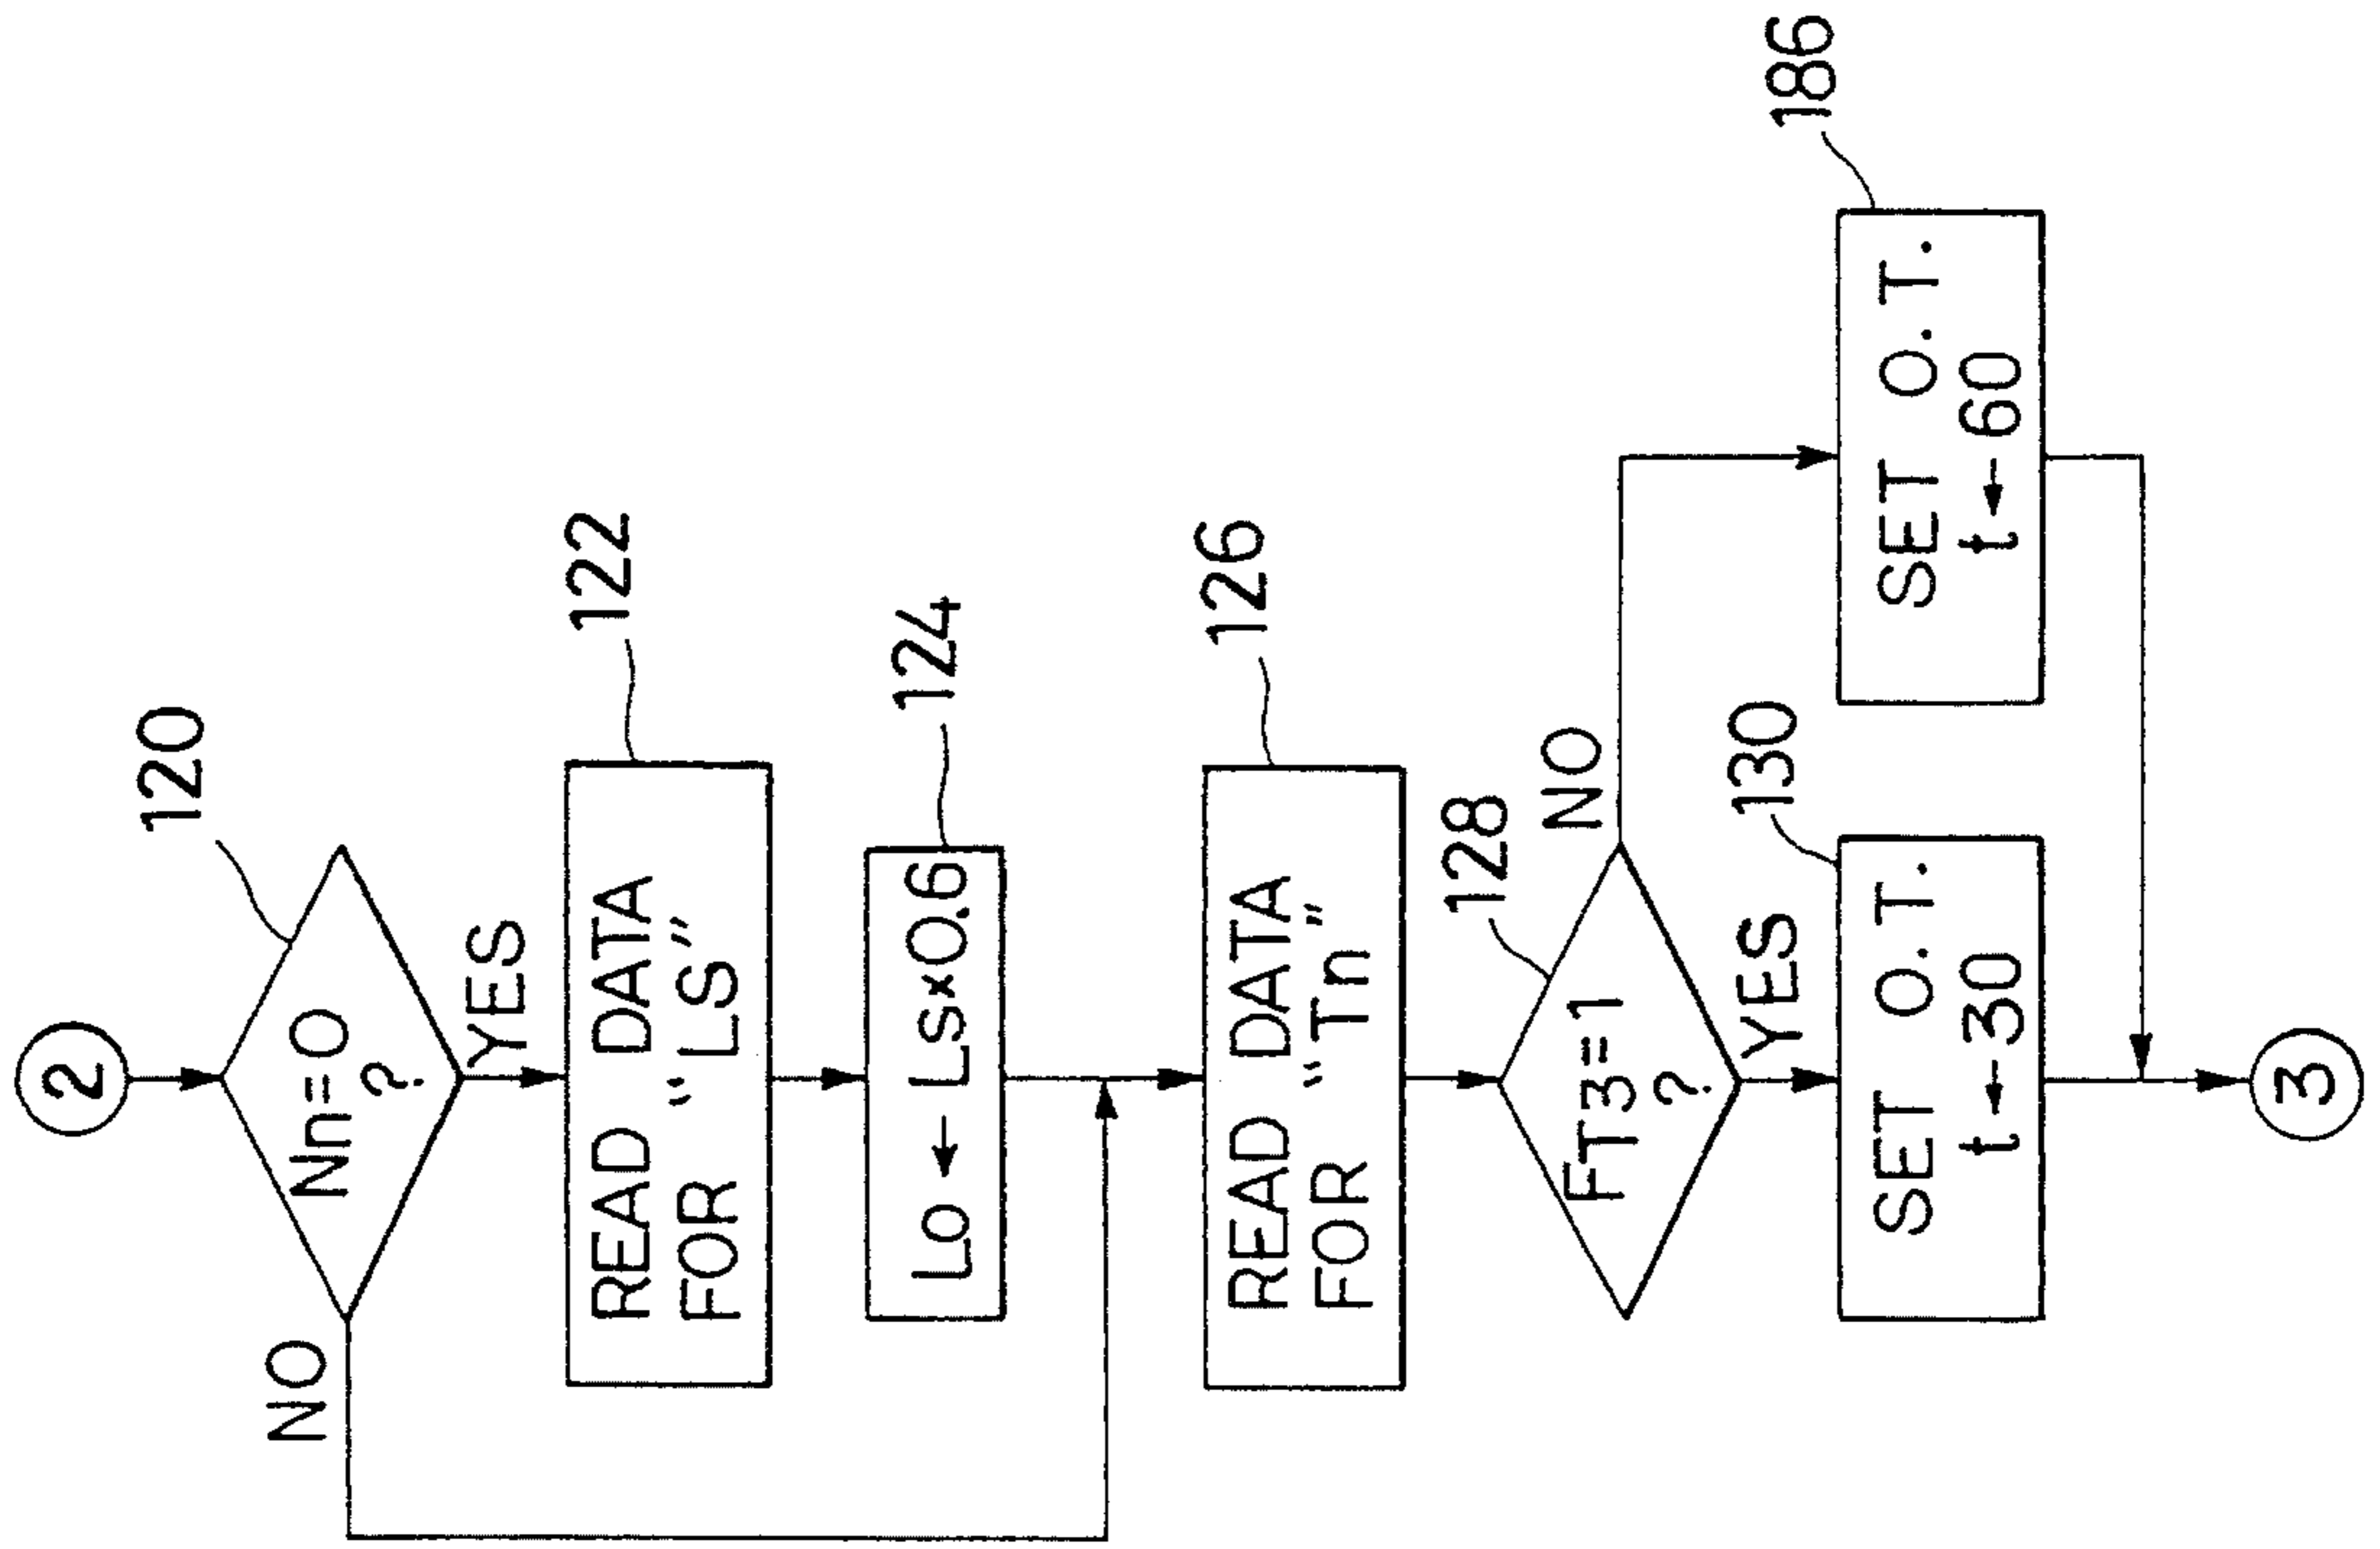 2
120
Nn=0
?
NO
YES
122
READ DATA
FOR "LS"
124
Lo ← Ls×0.6
126
READ DATA
FOR "Tn"
128
FT3=1
?
NO
YES
130
SET O.T.
t←30
186
SET O.T.
t←60
3